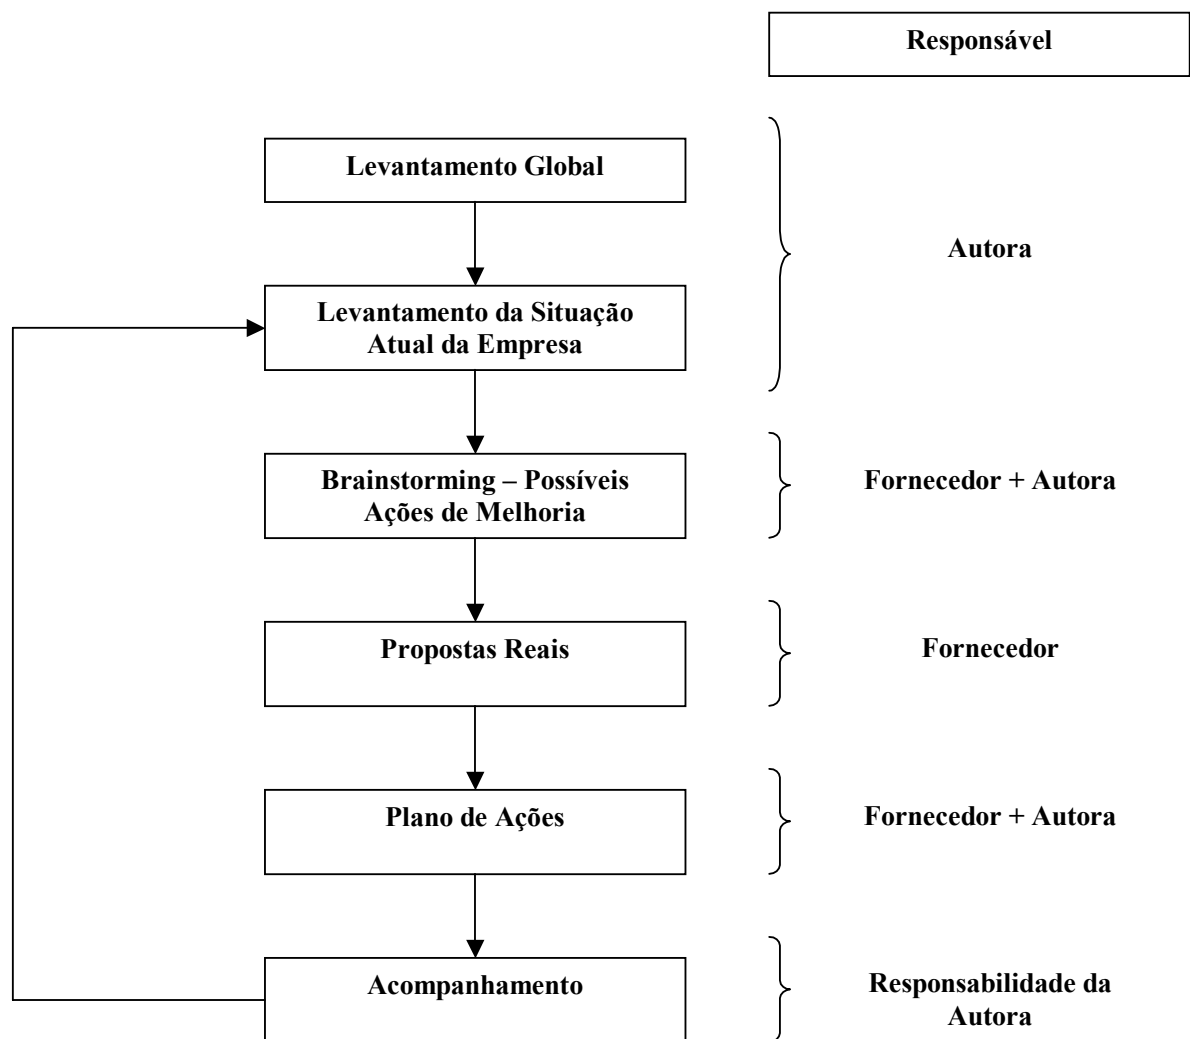 Responsável
Levantamento Global
Autora
Levantamento da Situação
Atual da Empresa
Brainstorming – Possíveis
Ações de Melhoria
Fornecedor + Autora
Propostas Reais
Fornecedor
Plano de Ações
Fornecedor + Autora
Acompanhamento
Responsabilidade da
Autora